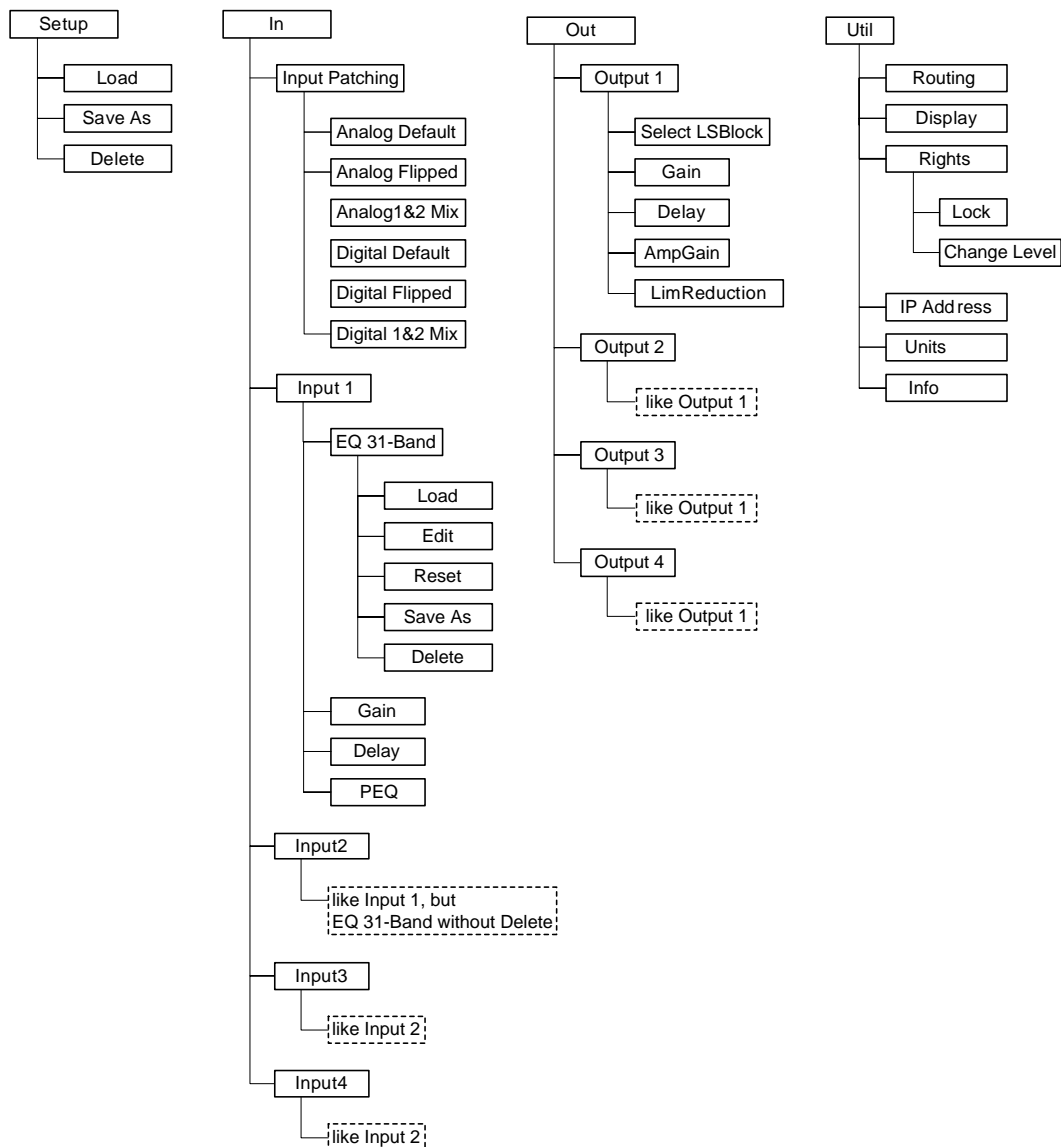 Setup
Load
Save As
Delete
In
Input Patching
Analog Default
Analog Flipped
Analog1&2 Mix
Digital Default
Digital Flipped
Digital 1&2 Mix
Input 1
EQ 31-Band
Load
Edit
Reset
Save As
Delete
Gain
Delay
PEQ
Input2
like Input 1, but
EQ 31-Band without Delete
Input3
like Input 2
Input4
like Input 2
Out
Output 1
Select LSBlock
Gain
Delay
AmpGain
LimReduction
Output 2
like Output 1
Output 3
like Output 1
Output 4
like Output 1
Util
Routing
Display
Rights
Lock
Change Level
IP Address
Units
Info